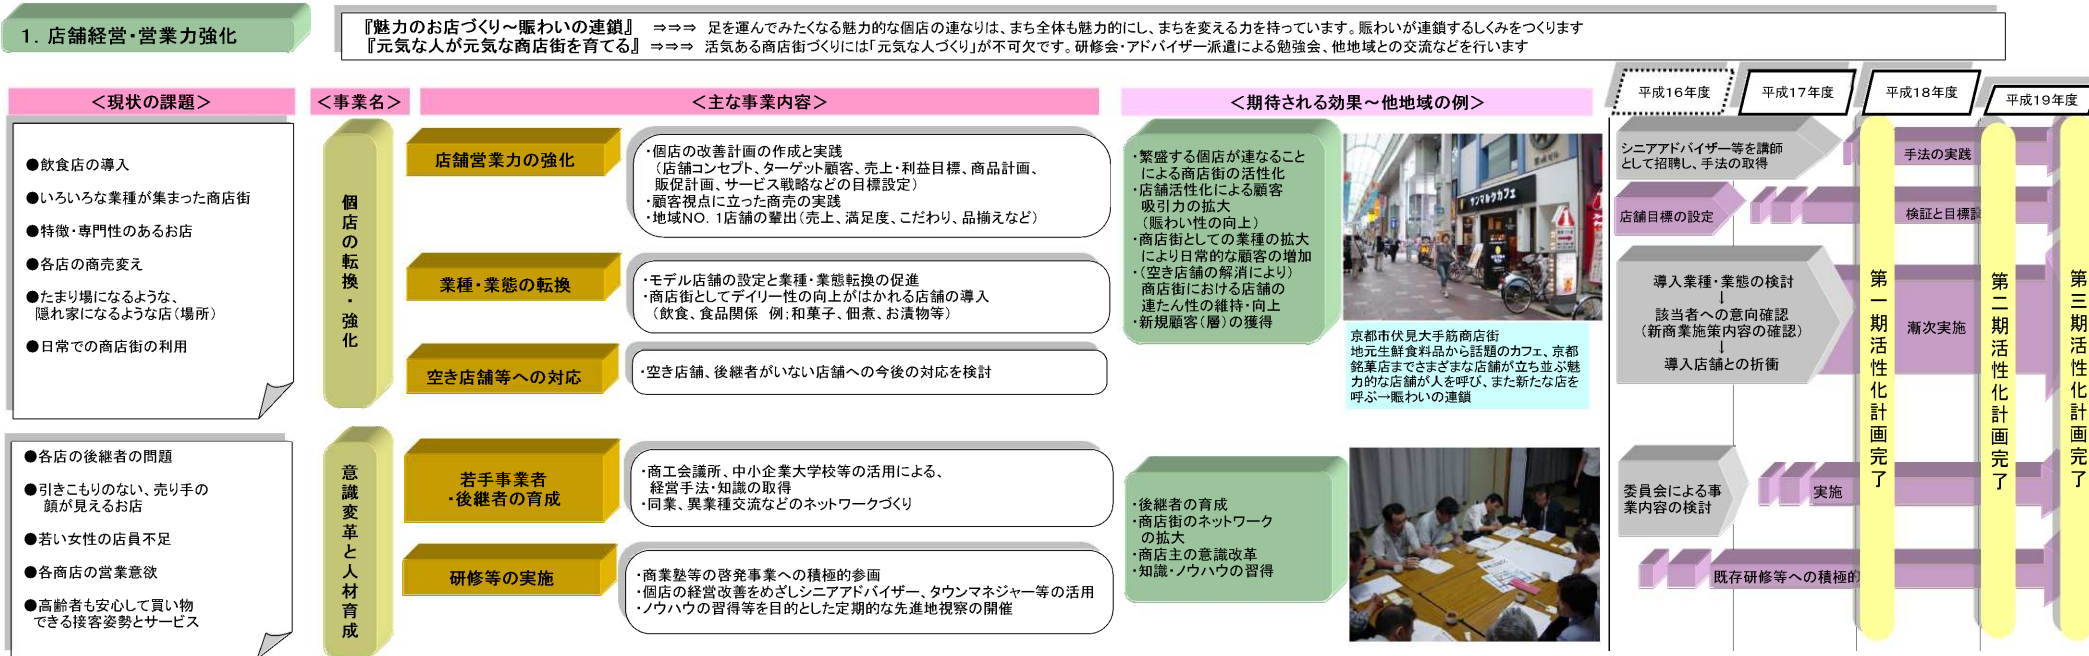 1. 店舗経営・営業力強化
『魅力のお店づくり～賑わいの連鎖』 ⇒⇒⇒ 足を運んでみたくなる魅力的な個店の連なりは、まち全体も魅力的にし、まちを変える力を持っています。賑わいが連鎖するしくみをつくります
『元気な人が元気な商店街を育てる』 ⇒⇒⇒ 活気ある商店街づくりには「元気な人づくり」が不可欠です。研修会・アドバイザー派遣による勉強会、他地域との交流などを行います
＜現状の課題＞
●飲食店の導入
●いろいろな業種が集まった商店街
●特徴・専門性のあるお店
●各店の商売変え
●たまり場になるような、
隠れ家になるような店（場所）
●日常での商店街の利用
●各店の後継者の問題
●引きこもりのない、売り手の
顔が見えるお店
●若い女性の店員不足
●各商店の営業意欲
●高齢者も安心して買い物
できる接客姿勢とサービス
＜事業名＞
個店の転換・強化
意識変革と人材育成
＜主な事業内容＞
店舗営業力の強化
・個店の改善計画の作成と実践
（店舗コンセプト、ターゲット顧客、売上・利益目標、商品計画、
販促計画、サービス戦略などの目標設定）
・顧客視点に立った商売の実践
・地域NO. 1店舗の輩出（売上、満足度、こだわり、品揃えなど）
業種・業態の転換
・モデル店舗の設定と業種・業態転換の促進
・商店街としてデイリー性の向上がはかれる店舗の導入
（飲食、食品関係 例;和菓子、佃煮、お漬物等）
空き店舗等への対応
・空き店舗、後継者がいない店舗への今後の対応を検討
若手事業者
・後継者の育成
・商工会議所、中小企業大学校等の活用による、
経営手法・知識の取得
・同業、異業種交流などのネットワークづくり
研修等の実施
・商業塾等の啓発事業への積極的参画
・個店の経営改善をめざしシニアアドバイザー、タウンマネジャー等の活用
・ノウハウの習得等を目的とした定期的な先進地視察の開催
＜期待される効果～他地域の例＞
・繁盛する個店が連なること
による商店街の活性化
・店舗活性化による顧客
吸引力の拡大
（賑わい性の向上）
・商店街としての業種の拡大
により日常的な顧客の増加
・（空き店舗の解消により）
商店街における店舗の
連たん性の維持・向上
・新規顧客（層）の獲得
サンマルクカフェ
京都市伏見大手筋商店街
地元生鮮食料品から話題のカフェ、京都
銘菓店までさまざまな店舗が立ち並ぶ魅
力的な店舗が人を呼び、また新たな店を
呼ぶ→賑わいの連鎖
・後継者の育成
・商店街のネットワーク
の拡大
・商店主の意識改革
・知識・ノウハウの習得
平成16年度
平成17年度
平成18年度
平成19年度
シニアアドバイザー等を講師
として招聘し、手法の取得
手法の実践
店舗目標の設定
検証と目標設
導入業種・業態の検討
↓
該当者への意向確認
（新商業施策内容の確認）
↓
導入店舗との折衝
漸次実施
委員会による事
業内容の検討
実施
既存研修等への積極的
第一期活性化計画完了
第二期活性化計画完了
第三期活性化計画完了